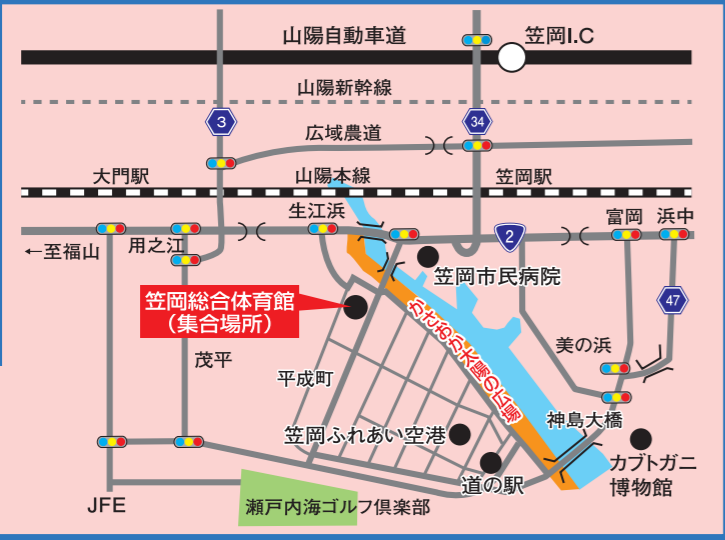 山陽自動車道
笠岡I.C
山陽新幹線
3
34
広域農道
大門駅
山陽本線
笠岡駅
生江浜
富岡
浜中
←至福山
用之江
2
笠岡市民病院
笠岡総合体育館
(集合場所)
47
かさおか太陽の広場
美の浜
茂平
平成町
神島大橋
笠岡ふれあい空港
カブトガニ
博物館
道の駅
JFE
瀬戸内海ゴルフ倶楽部